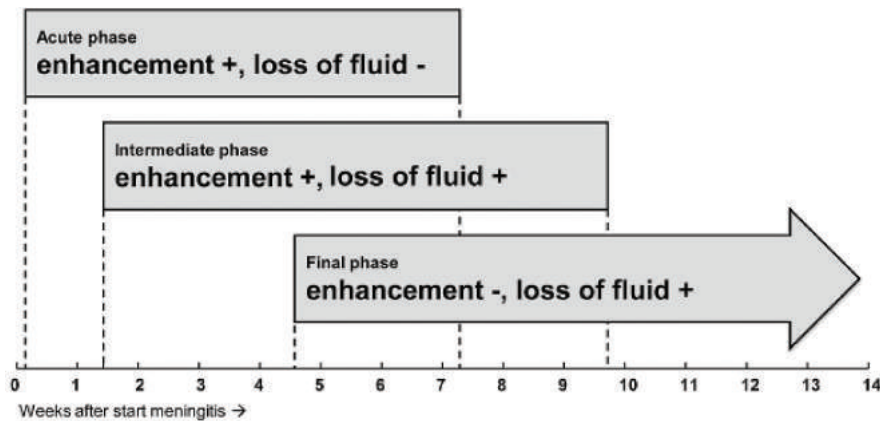 Acute phase
enhancement +, loss of fluid -
Intermediate phase
enhancement +, loss of fluid +
Final phase
enhancement -, loss of fluid +
0 1 2 3 4 5 6 7 8 9 10 11 12 13 14
Weeks after start meningitis →